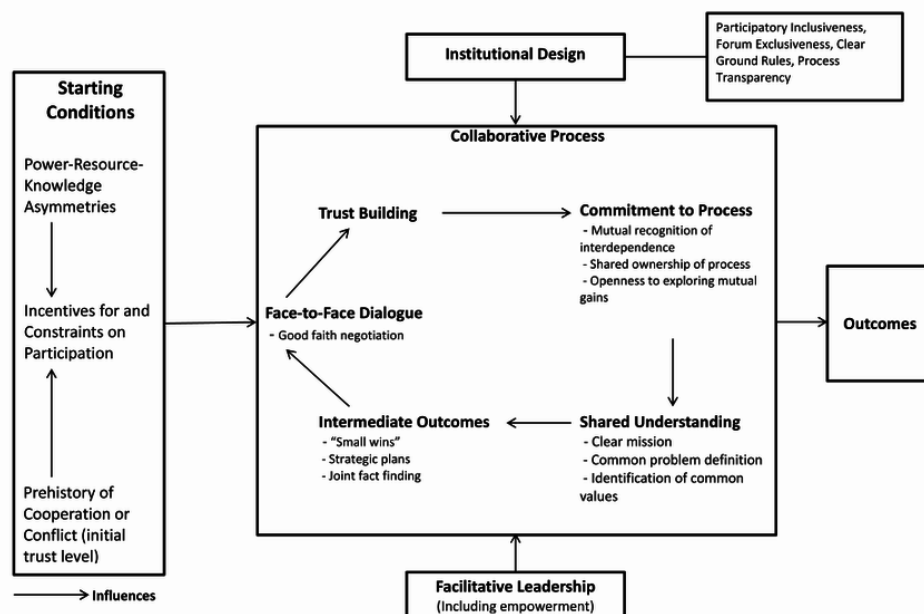 Participatory Inclusiveness,
Forum Exclusiveness, Clear
Ground Rules, Process
Transparency
Institutional Design
Starting
Conditions
Power-Resource-
Knowledge
Asymmetries
Incentives for and
Constraints on
Participation
Prehistory of
Cooperation or
Conflict (initial
trust level)
Influences
Collaborative Process
Trust Building
Commitment to Process
- Mutual recognition of
interdependence
- Shared ownership of process
- Openness to exploring mutual
gains
Face-to-Face Dialogue
- Good faith negotiation
Intermediate Outcomes
- “Small wins”
- Strategic plans
- Joint fact finding
Shared Understanding
- Clear mission
- Common problem definition
- Identification of common
values
Outcomes
Facilitative Leadership
(Including empowerment)